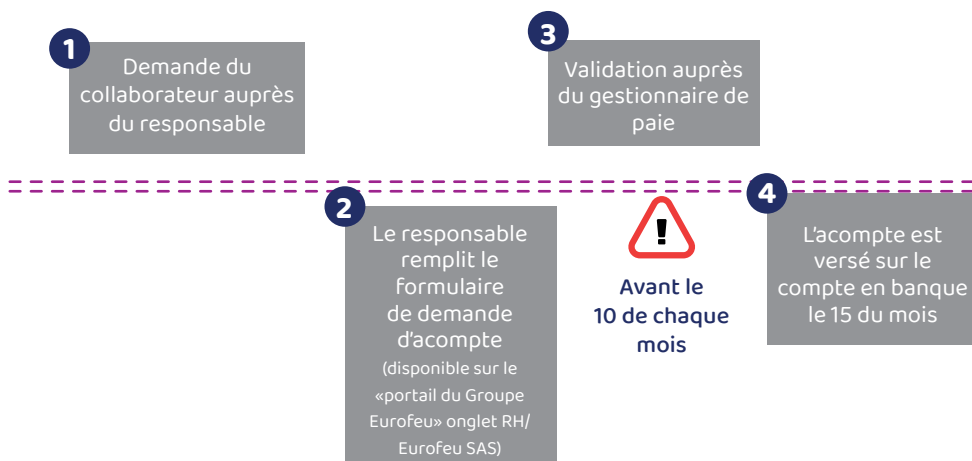 1
Demande du
collaborateur auprès
du responsable
2
Le responsable
remplit le
formulaire
de demande
d'acompte
(disponible sur le
«portail du Groupe
Eurofeu» onglet RH/
Eurofeu SAS)
3
Validation auprès
du gestionnaire de
paie
!
Avant le
10 de chaque
mois
4
L'acompte est
versé sur le
compte en banque
le 15 du mois